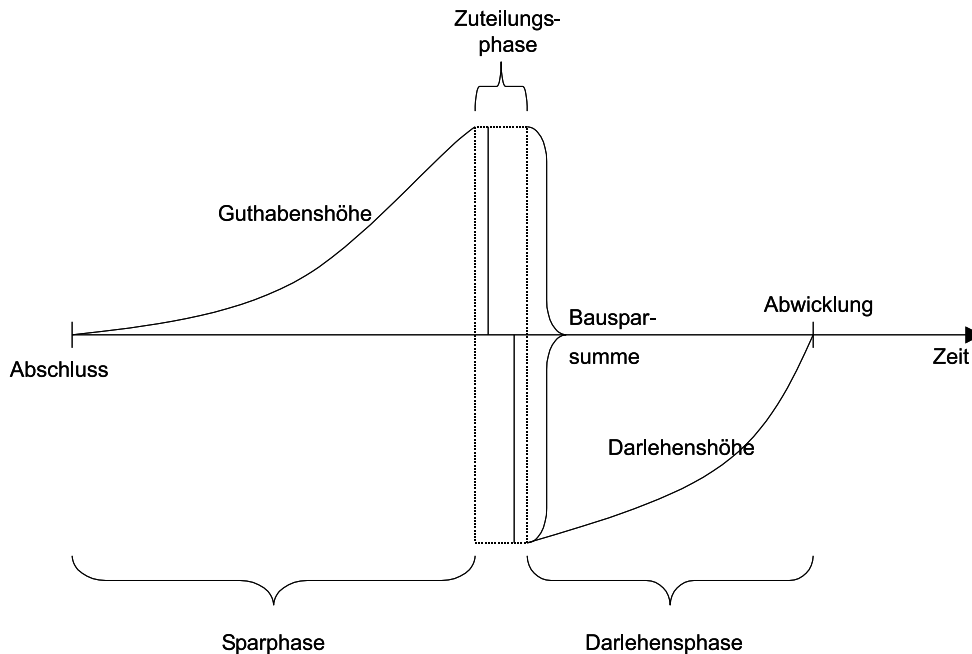 Zuteilungs-
phase
Guthabenshöhe
Abwicklung
Bauspar-
summe
Zeit
Abschluss
Darlehenshöhe
Sparphase
Darlehensphase